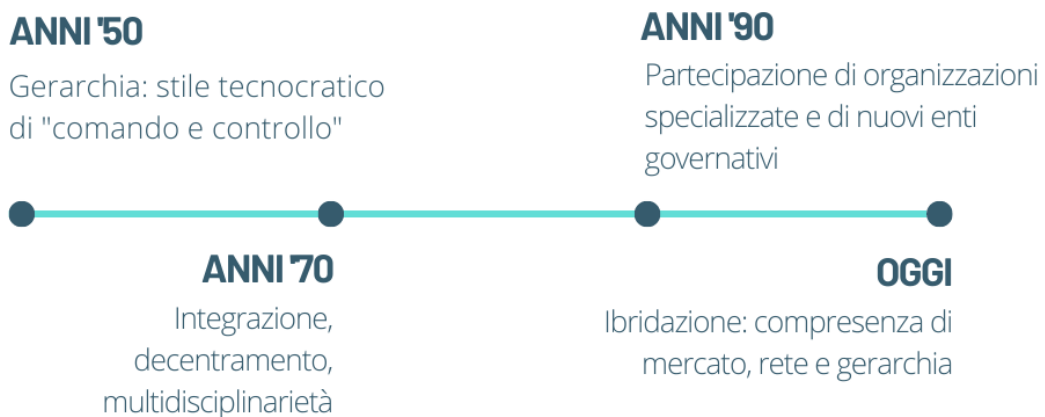 ANNI '50
Gerarchia: stile tecnocratico
di "comando e controllo"
ANNI '70
Integrazione,
decentramento,
multidisciplinarietà
ANNI '90
Partecipazione di organizzazioni
specializzate e di nuovi enti
governativi
OGGI
Ibridazione: compresenza di
mercato, rete e gerarchia